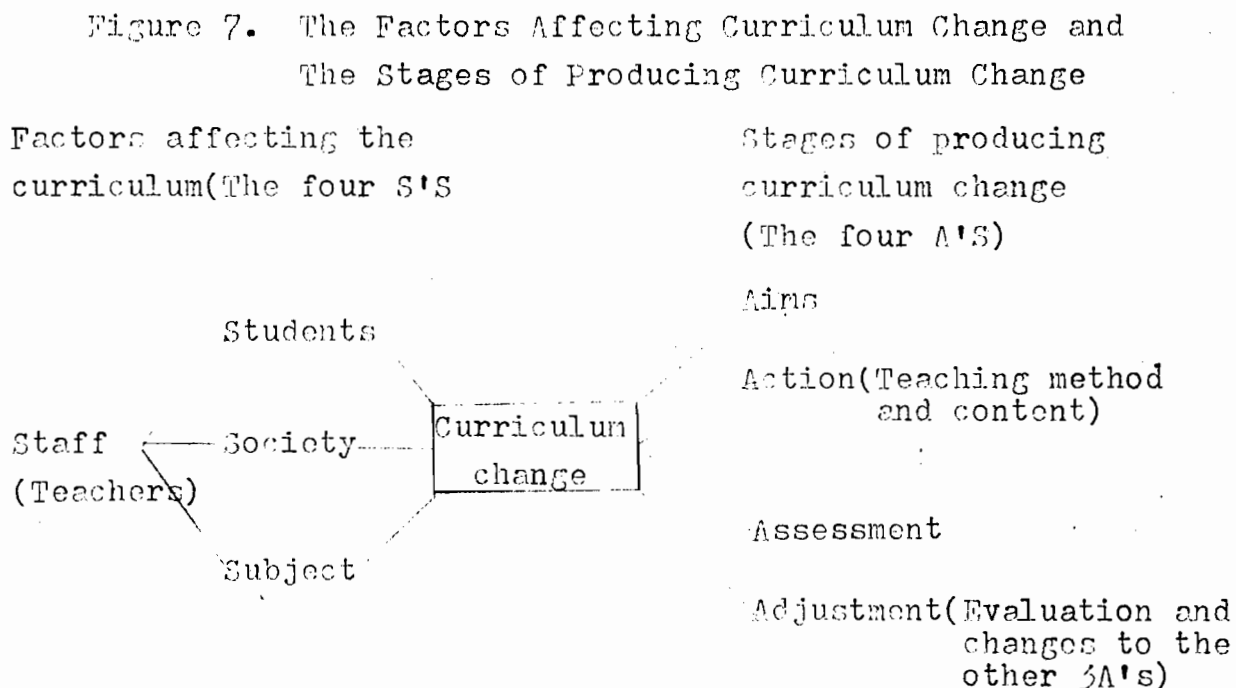 Figure 7. The Factors Affecting Curriculum Change and
The Stages of Producing Curriculum Change
Factors affecting the
curriculum(The four S'S
Stages of producing
curriculum change
(The four A'S)
Students
Staff
(Teachers)
Society
Subject
Curriculum
change
Aims
Action(Teaching method
and content)
Assessment
Adjustment(Evaluation and
changes to the
other 3A's)